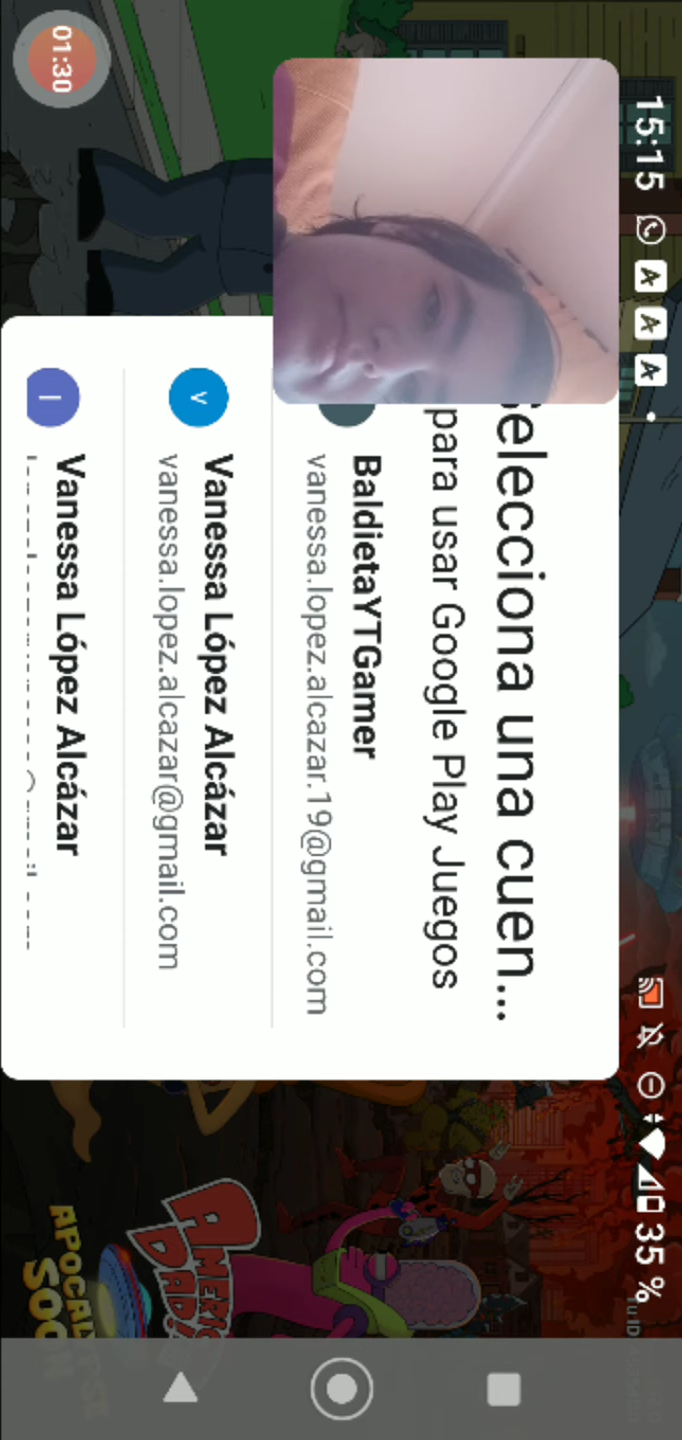 01:30
15:15
35 %
elecciona una cuen...
para usar Google Play Juegos
BaldietaYTGamer
vanessa.lopez.alcazar.19@gmail.com
V
Vanessa López Alcázar
vanessa.lopez.alcazar@gmail.com
Vanessa López Alcázar
AMERICAN
DAD!
APOCALYPSE
SOON